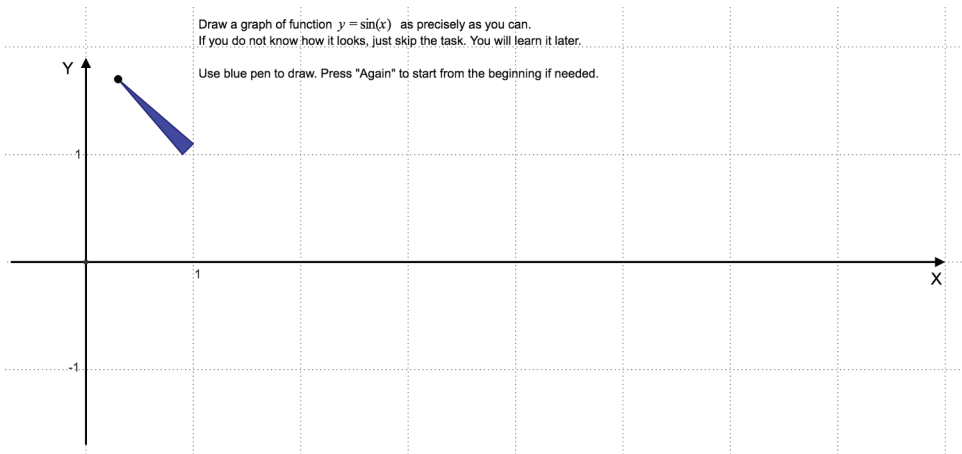 Draw a graph of function y = sin(x) as precisely as you can.
If you do not know how it looks, just skip the task. You will learn it later.
Use blue pen to draw. Press "Again" to start from the beginning if needed.
Y
1
1
X
-1